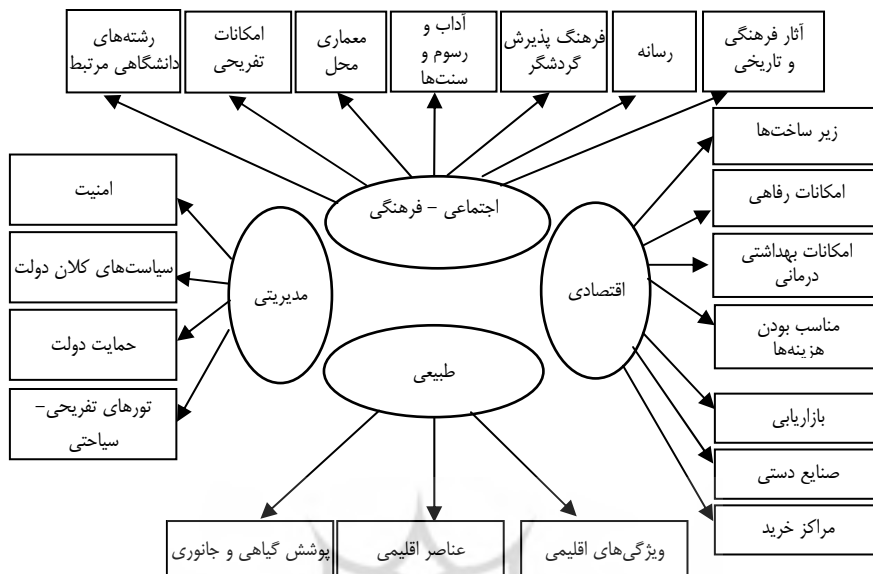 آثار فرهنگی
و تاریخی
رسانه
فرهنگ پذیرش
گردشگر
آداب و
رسوم و
سنت‌ها
معماری
محل
امکانات
تفریحی
رشته‌های
دانشگاهی مرتبط
اجتماعی – فرهنگی
اقتصادی
زیر ساخت‌ها
امکانات رفاهی
امکانات بهداشتی
درمانی
مناسب بودن
هزینه‌ها
بازاریابی
صنایع دستی
مراکز خرید
مدیریتی
امنیت
سیاست‌های کلان دولت
حمایت دولت
تورهای تفریحی–
سیاحتی
طبیعی
ویژگی‌های اقلیمی
عناصر اقلیمی
پوشش گیاهی و جانوری